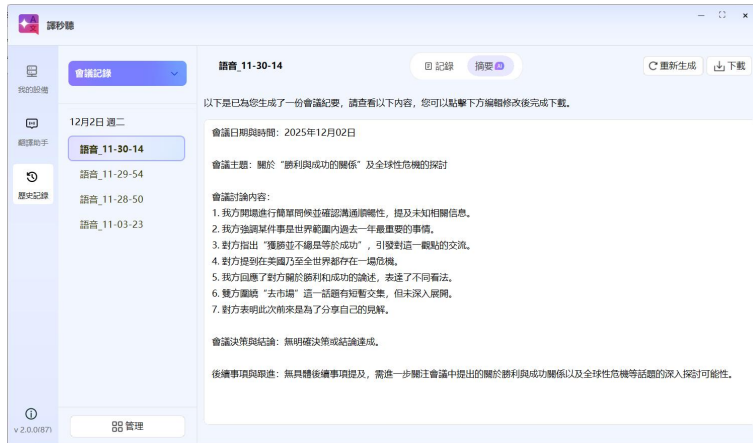 譯秒聽
我的設備
翻譯助手
歷史記錄
v 2.0.0(87)
會議記錄
12月2日 週二
語音_11-30-14
語音_11-29-54
語音_11-28-50
語音_11-03-23
管理
語音_11-30-14
記錄
摘要
重新生成
下載
以下是已為您生成了一份會議紀要，請查看以下內容，您可以點擊下方編輯修改後完成下載。
會議日期與時間：2025年12月02日
會議主題：關於“勝利與成功的關係”及全球性危機的探討
會議討論內容：
1. 我方開場進行簡單問候並確認溝通順暢性，提及未知相關信息。
2. 我方強調某件事是世界範圍內過去一年最重要的事情。
3. 對方指出“獲勝並不總是等於成功”，引發對這一觀點的交流。
4. 對方提到在美國乃至全世界都存在一場危機。
5. 我方回應了對方關於勝利和成功的論述，表達了不同看法。
6. 雙方圍繞“去市場”這一話題有短暫交集，但未深入展開。
7. 對方表明此次前來是為了分享自己的見解。
會議決策與結論：無明確決策或結論達成。
後續事項與跟進：無具體後續事項提及，需進一步關注會議中提出的關於勝利與成功關係以及全球性危機等話題的深入探討可能性。